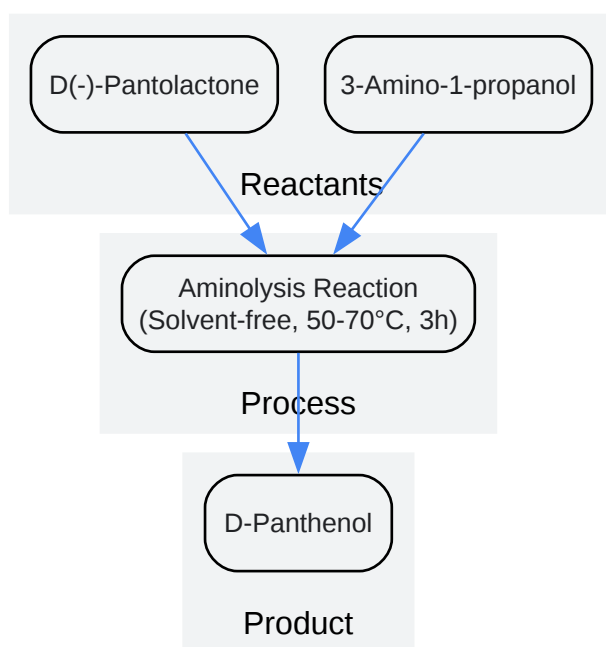 D(-)-Pantolactone
3-Amino-1-propanol
Reactants
Aminolysis Reaction
(Solvent-free, 50-70°C, 3h)
Process
D-Panthenol
Product